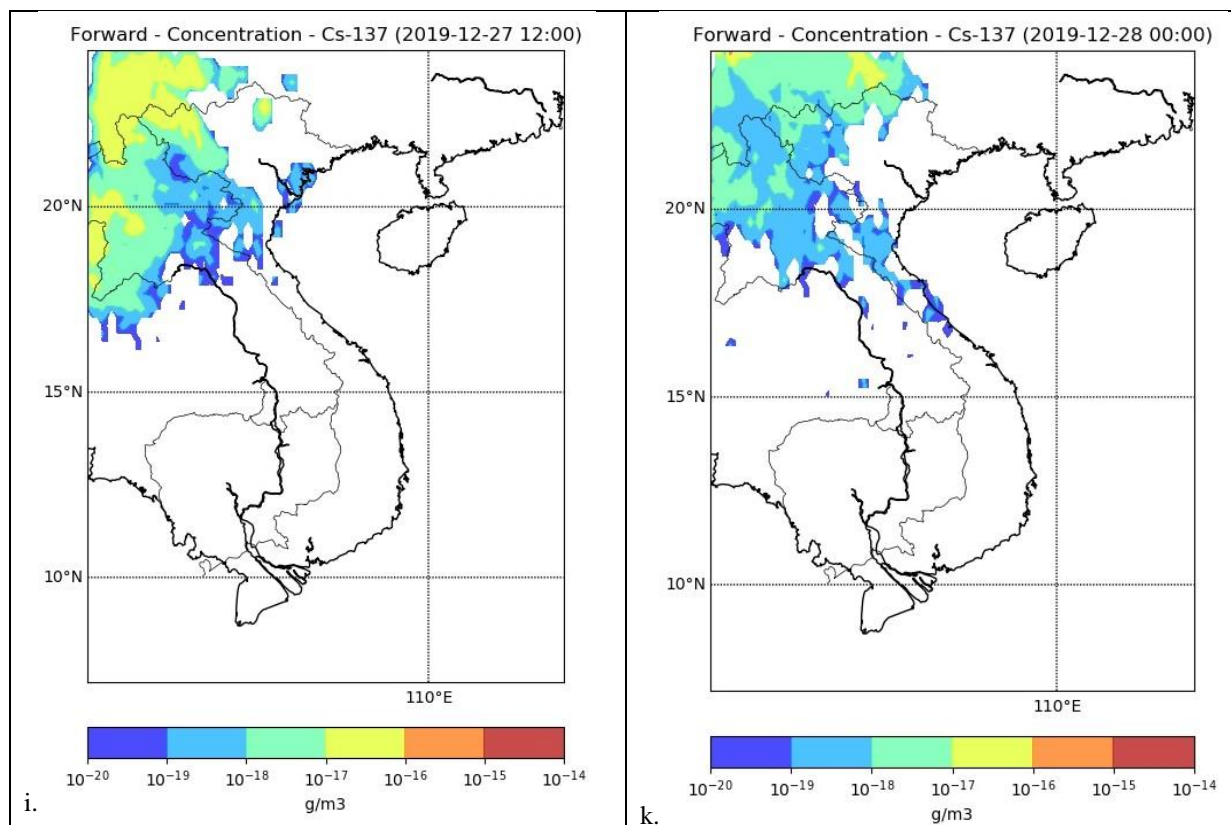 Forward - Concentration - Cs-137 (2019-12-27 12:00)
20°N
15°N
10°N
110°E
10⁻²⁰ 10⁻¹⁹ 10⁻¹⁸ 10⁻¹⁷ 10⁻¹⁶ 10⁻¹⁵ 10⁻¹⁴
g/m3
i.
Forward - Concentration - Cs-137 (2019-12-28 00:00)
20°N
15°N
10°N
110°E
10⁻²⁰ 10⁻¹⁹ 10⁻¹⁸ 10⁻¹⁷ 10⁻¹⁶ 10⁻¹⁵ 10⁻¹⁴
g/m3
k.